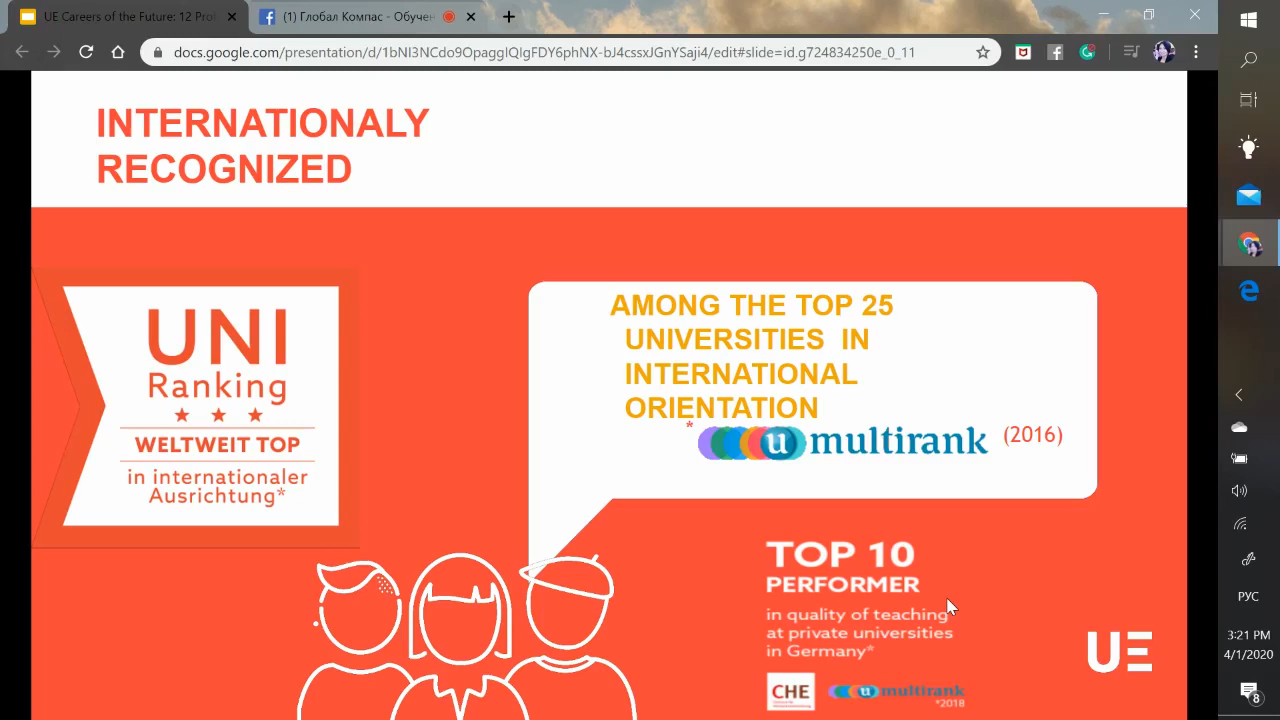 UE Careers of the Future: 12 Prof
(1) Глобал Компас - Обучен
docs.google.com/presentation/d/1bNI3NCdo9OpaggIQIgFDY6phNX-bJ4cssxJGnYSaji4/edit#slide=id.g724834250e_0_11
INTERNATIONALY
RECOGNIZED
UNI
Ranking
WELTWEIT TOP
in internationaler
Ausrichtung*
AMONG THE TOP 25
UNIVERSITIES IN
INTERNATIONAL
ORIENTATION
* u multirank (2016)
TOP 10
PERFORMER
in quality of teaching
at private universities
in Germany*
CHE
u multirank
*2018
UE
РУС
3:21 PM
4/1/2020
8